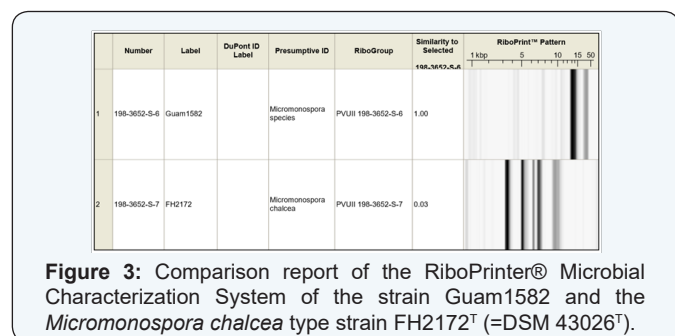 Number Label DuPont ID Label Presumptive ID RiboGroup Similarity to Selected 198-3652-S-6 RiboPrint™ Pattern
1 kbp 5 10 15 50
1 198-3652-S-6 Guam1582 Micromonospora species PVUII 198-3652-S-6 1.00
2 198-3652-S-7 FH2172 Micromonospora chalcea PVUII 198-3652-S-7 0.03
Figure 3: Comparison report of the RiboPrinter® Microbial
Characterization System of the strain Guam1582 and the
Micromonospora chalcea type strain FH2172ᵀ (=DSM 43026ᵀ).